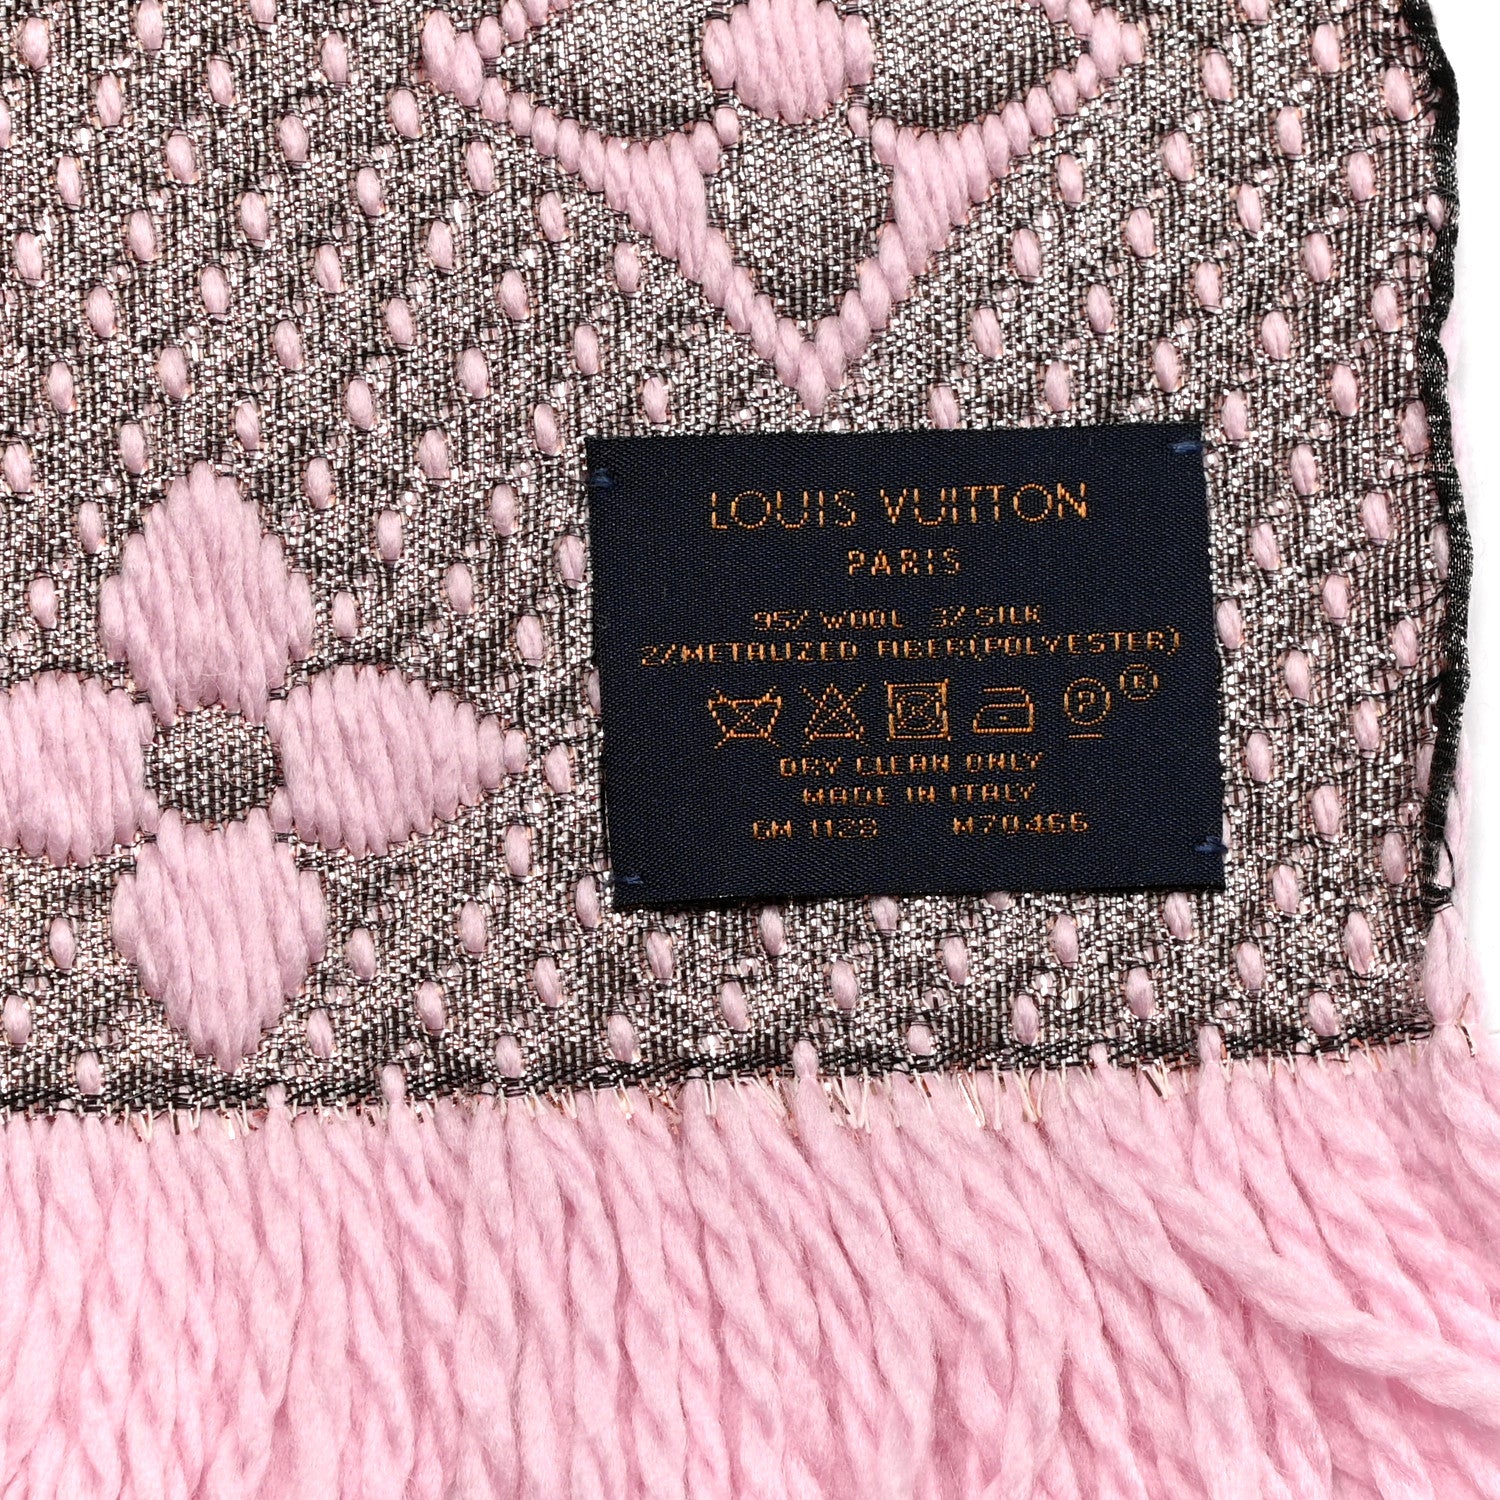 LOUIS VUITTON
PARIS
95% WOOL 3% SILK
2% METALLIZED FIBER(POLYESTER)
P K
DRY CLEAN ONLY
MADE IN ITALY
GM 1129 M70466